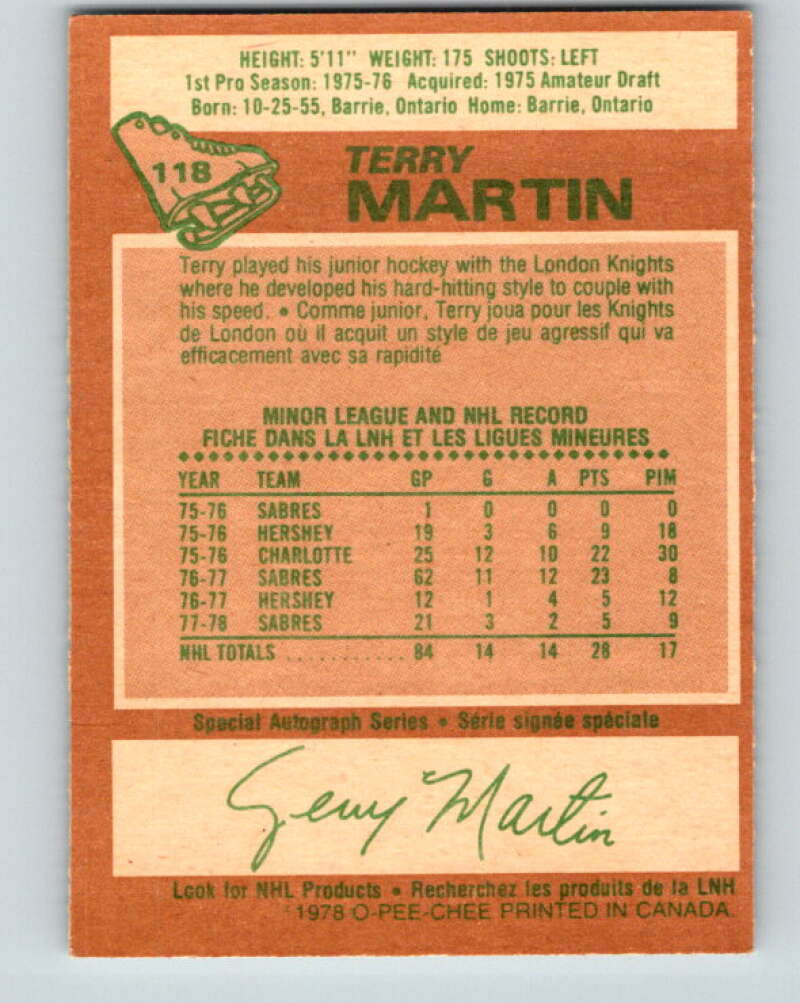 HEIGHT: 5'11" WEIGHT: 175 SHOOTS: LEFT
1st Pro Season: 1975-76 Acquired: 1975 Amateur Draft
Born: 10-25-55, Barrie, Ontario Home: Barrie, Ontario
118
TERRY
MARTIN
Terry played his junior hockey with the London Knights
where he developed his hard-hitting style to couple with
his speed. • Comme junior, Terry joua pour les Knights
de London où il acquit un style de jeu agressif qui va
efficacement avec sa rapidité
MINOR LEAGUE AND NHL RECORD
FICHE DANS LA LNH ET LES LIGUES MINEURES
YEAR TEAM GP G A PTS PIM
75-76 SABRES 1 0 0 0 0
75-76 HERSHEY 19 3 6 9 18
75-76 CHARLOTTE 25 12 10 22 30
76-77 SABRES 62 11 12 23 8
76-77 HERSHEY 12 1 4 5 12
77-78 SABRES 21 3 2 5 9
NHL TOTALS ........... 84 14 14 28 17
Special Autograph Series • Série signée spéciale
Terry Martin
Look for NHL Products • Recherchez les produits de la LNH
1978 O-PEE-CHEE PRINTED IN CANADA